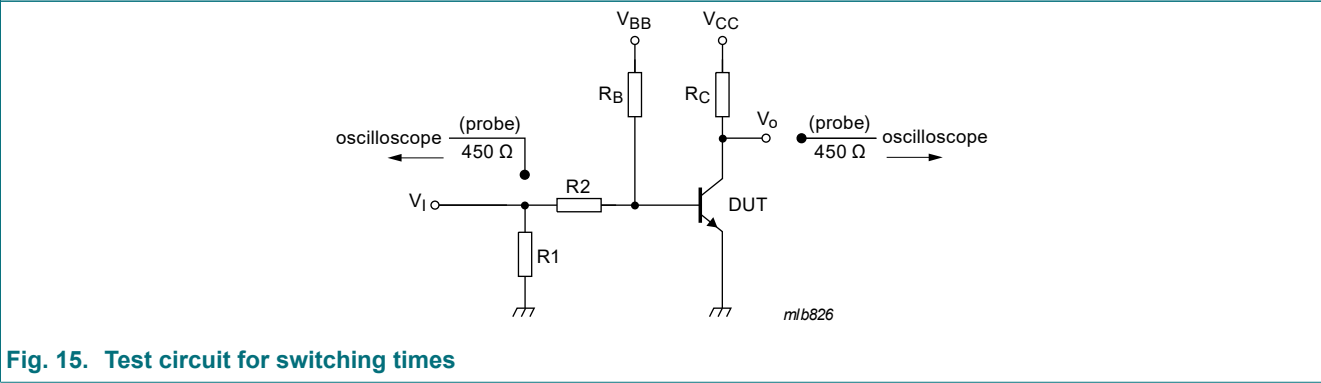 VBB
VCC
RB
RC
Vo
(probe)
oscilloscope
450 Ω
(probe)
oscilloscope
450 Ω
R2
VI
DUT
R1
mlb826
Fig. 15. Test circuit for switching times